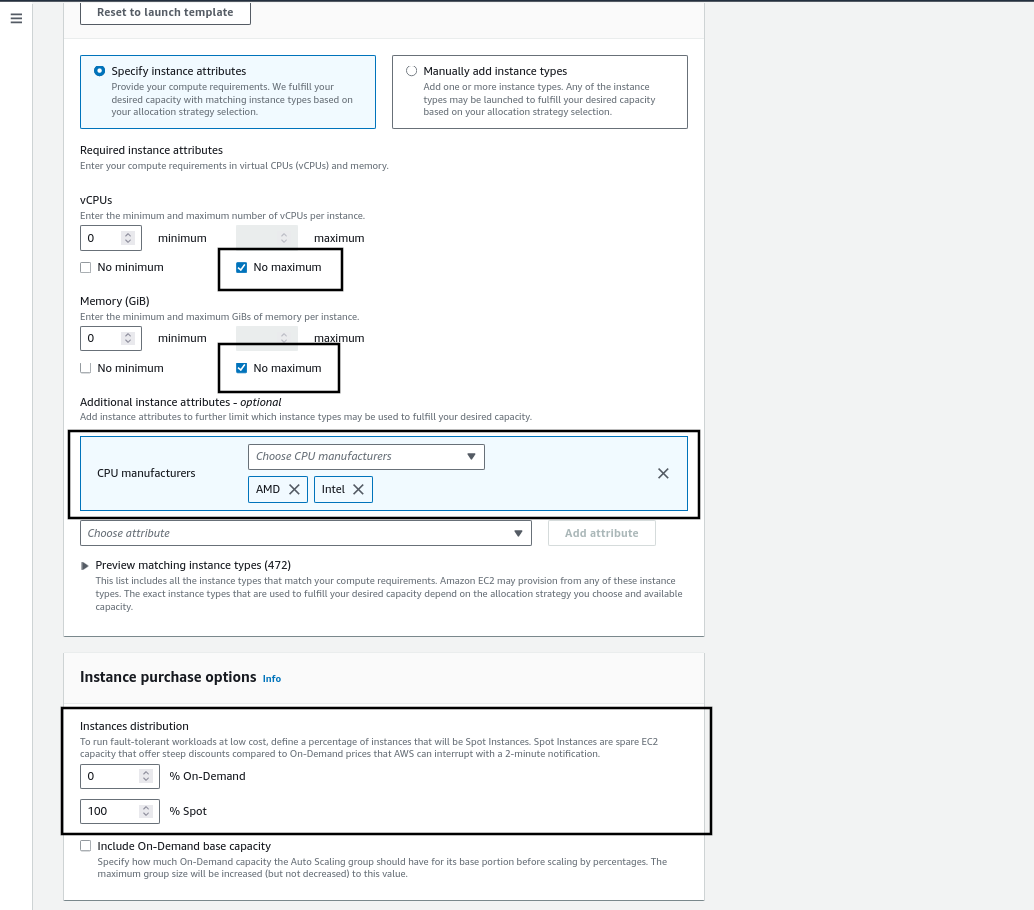 Reset to launch template
Specify instance attributes
Provide your compute requirements. We fulfill your
desired capacity with matching instance types based on
your allocation strategy selection.
Manually add instance types
Add one or more instance types. Any of the instance
types may be launched to fulfill your desired capacity
based on your allocation strategy selection.
Required instance attributes
Enter your compute requirements in virtual CPUs (vCPUs) and memory.
vCPUs
Enter the minimum and maximum number of vCPUs per instance.
0 minimum maximum
No minimum No maximum
Memory (GiB)
Enter the minimum and maximum GiBs of memory per instance.
0 minimum maximum
No minimum No maximum
Additional instance attributes - optional
Add instance attributes to further limit which instance types may be used to fulfill your desired capacity.
Choose CPU manufacturers
CPU manufacturers
AMD Intel
Choose attribute Add attribute
Preview matching instance types (472)
This list includes all the instance types that match your compute requirements. Amazon EC2 may provision from any of these instance
types. The exact instance types that are used to fulfill your desired capacity depend on the allocation strategy you choose and available
capacity.
Instance purchase options Info
Instances distribution
To run fault-tolerant workloads at low cost, define a percentage of instances that will be Spot Instances. Spot Instances are spare EC2
capacity that offer steep discounts compared to On-Demand prices that AWS can interrupt with a 2-minute notification.
0 % On-Demand
100 % Spot
Include On-Demand base capacity
Specify how much On-Demand capacity the Auto Scaling group should have for its base portion before scaling by percentages. The
maximum group size will be increased (but not decreased) to this value.